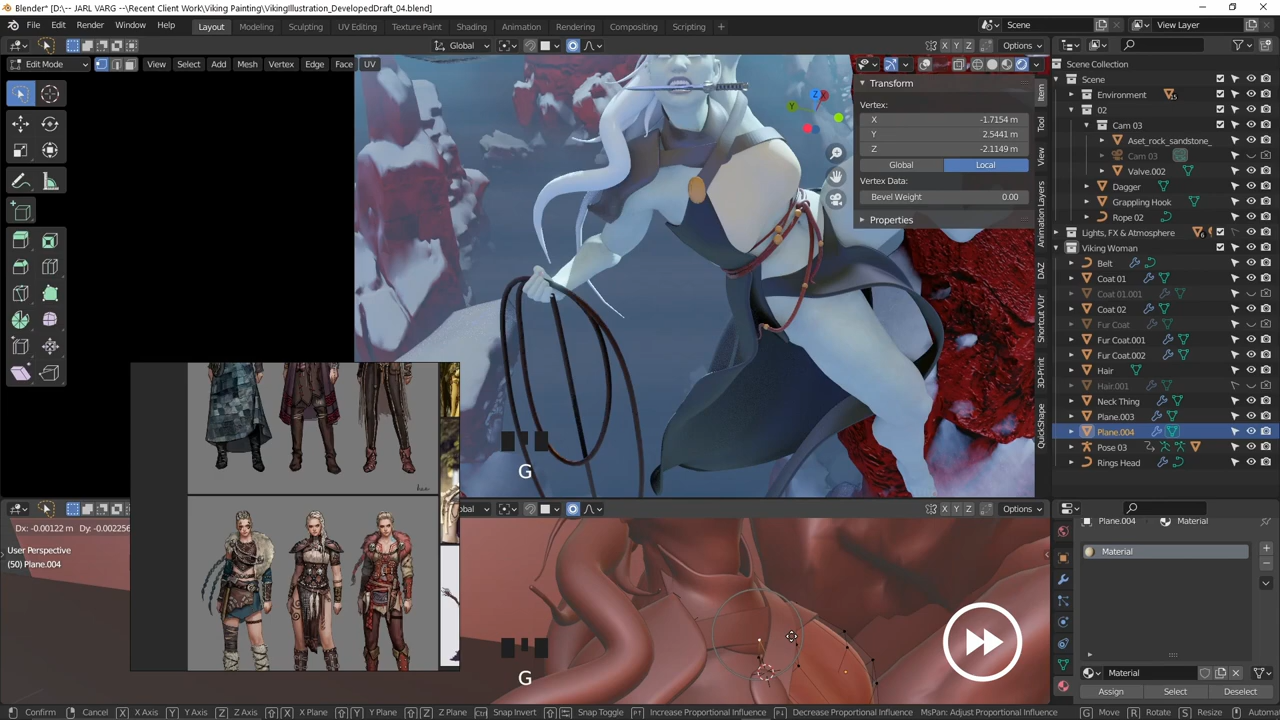 Blender* [D:\-- JARL VARG --\Recent Client Work\Viking Painting\VikingIllustration_DevelopedDraft_04.blend]
File Edit Render Window Help Layout Modeling Sculpting UV Editing Texture Paint Shading Animation Rendering Compositing Scripting + Scene View Layer
Global X Y Z Options
Edit Mode View Select Add Mesh Vertex Edge Face UV
Transform
Vertex:
X -1.7154 m
Y 2.5441 m
Z -2.1149 m
Global Local
Vertex Data:
Bevel Weight 0.00
Properties
Item
Tool
View
Animation Layers
DAZ
Shortcut VUr
3D-Print
QuickShape
Z
X
Y
Scene Collection
Scene
Environment 15
02
Cam 03
Aset_rock_sandstone_
Cam 03
Valve.002
Dagger
Grappling Hook
Rope 02
Lights, FX & Atmosphere 6
Viking Woman
Belt
Coat 01
Coat 01.001
Coat 02
Fur Coat
Fur Coat.001
Fur Coat.002
Hair
Hair.001
Neck Thing
Plane.003
Plane.004
Pose 03
Rings Head
G
bal X Y Z Options
Dx: -0.00122 m Dy: -0.002256
User Perspective
(50) Plane.004
G
Plane.004 Material
Material
Material
Assign Select Deselect
Confirm Cancel X X Axis Y Y Axis Z Z Axis X X Plane Y Y Plane Z Z Plane Ctrl Snap Invert Snap Toggle Increase Proportional Influence Decrease Proportional Influence MsPan: Adjust Proportional Influence G Move R Rotate S Resize Automa